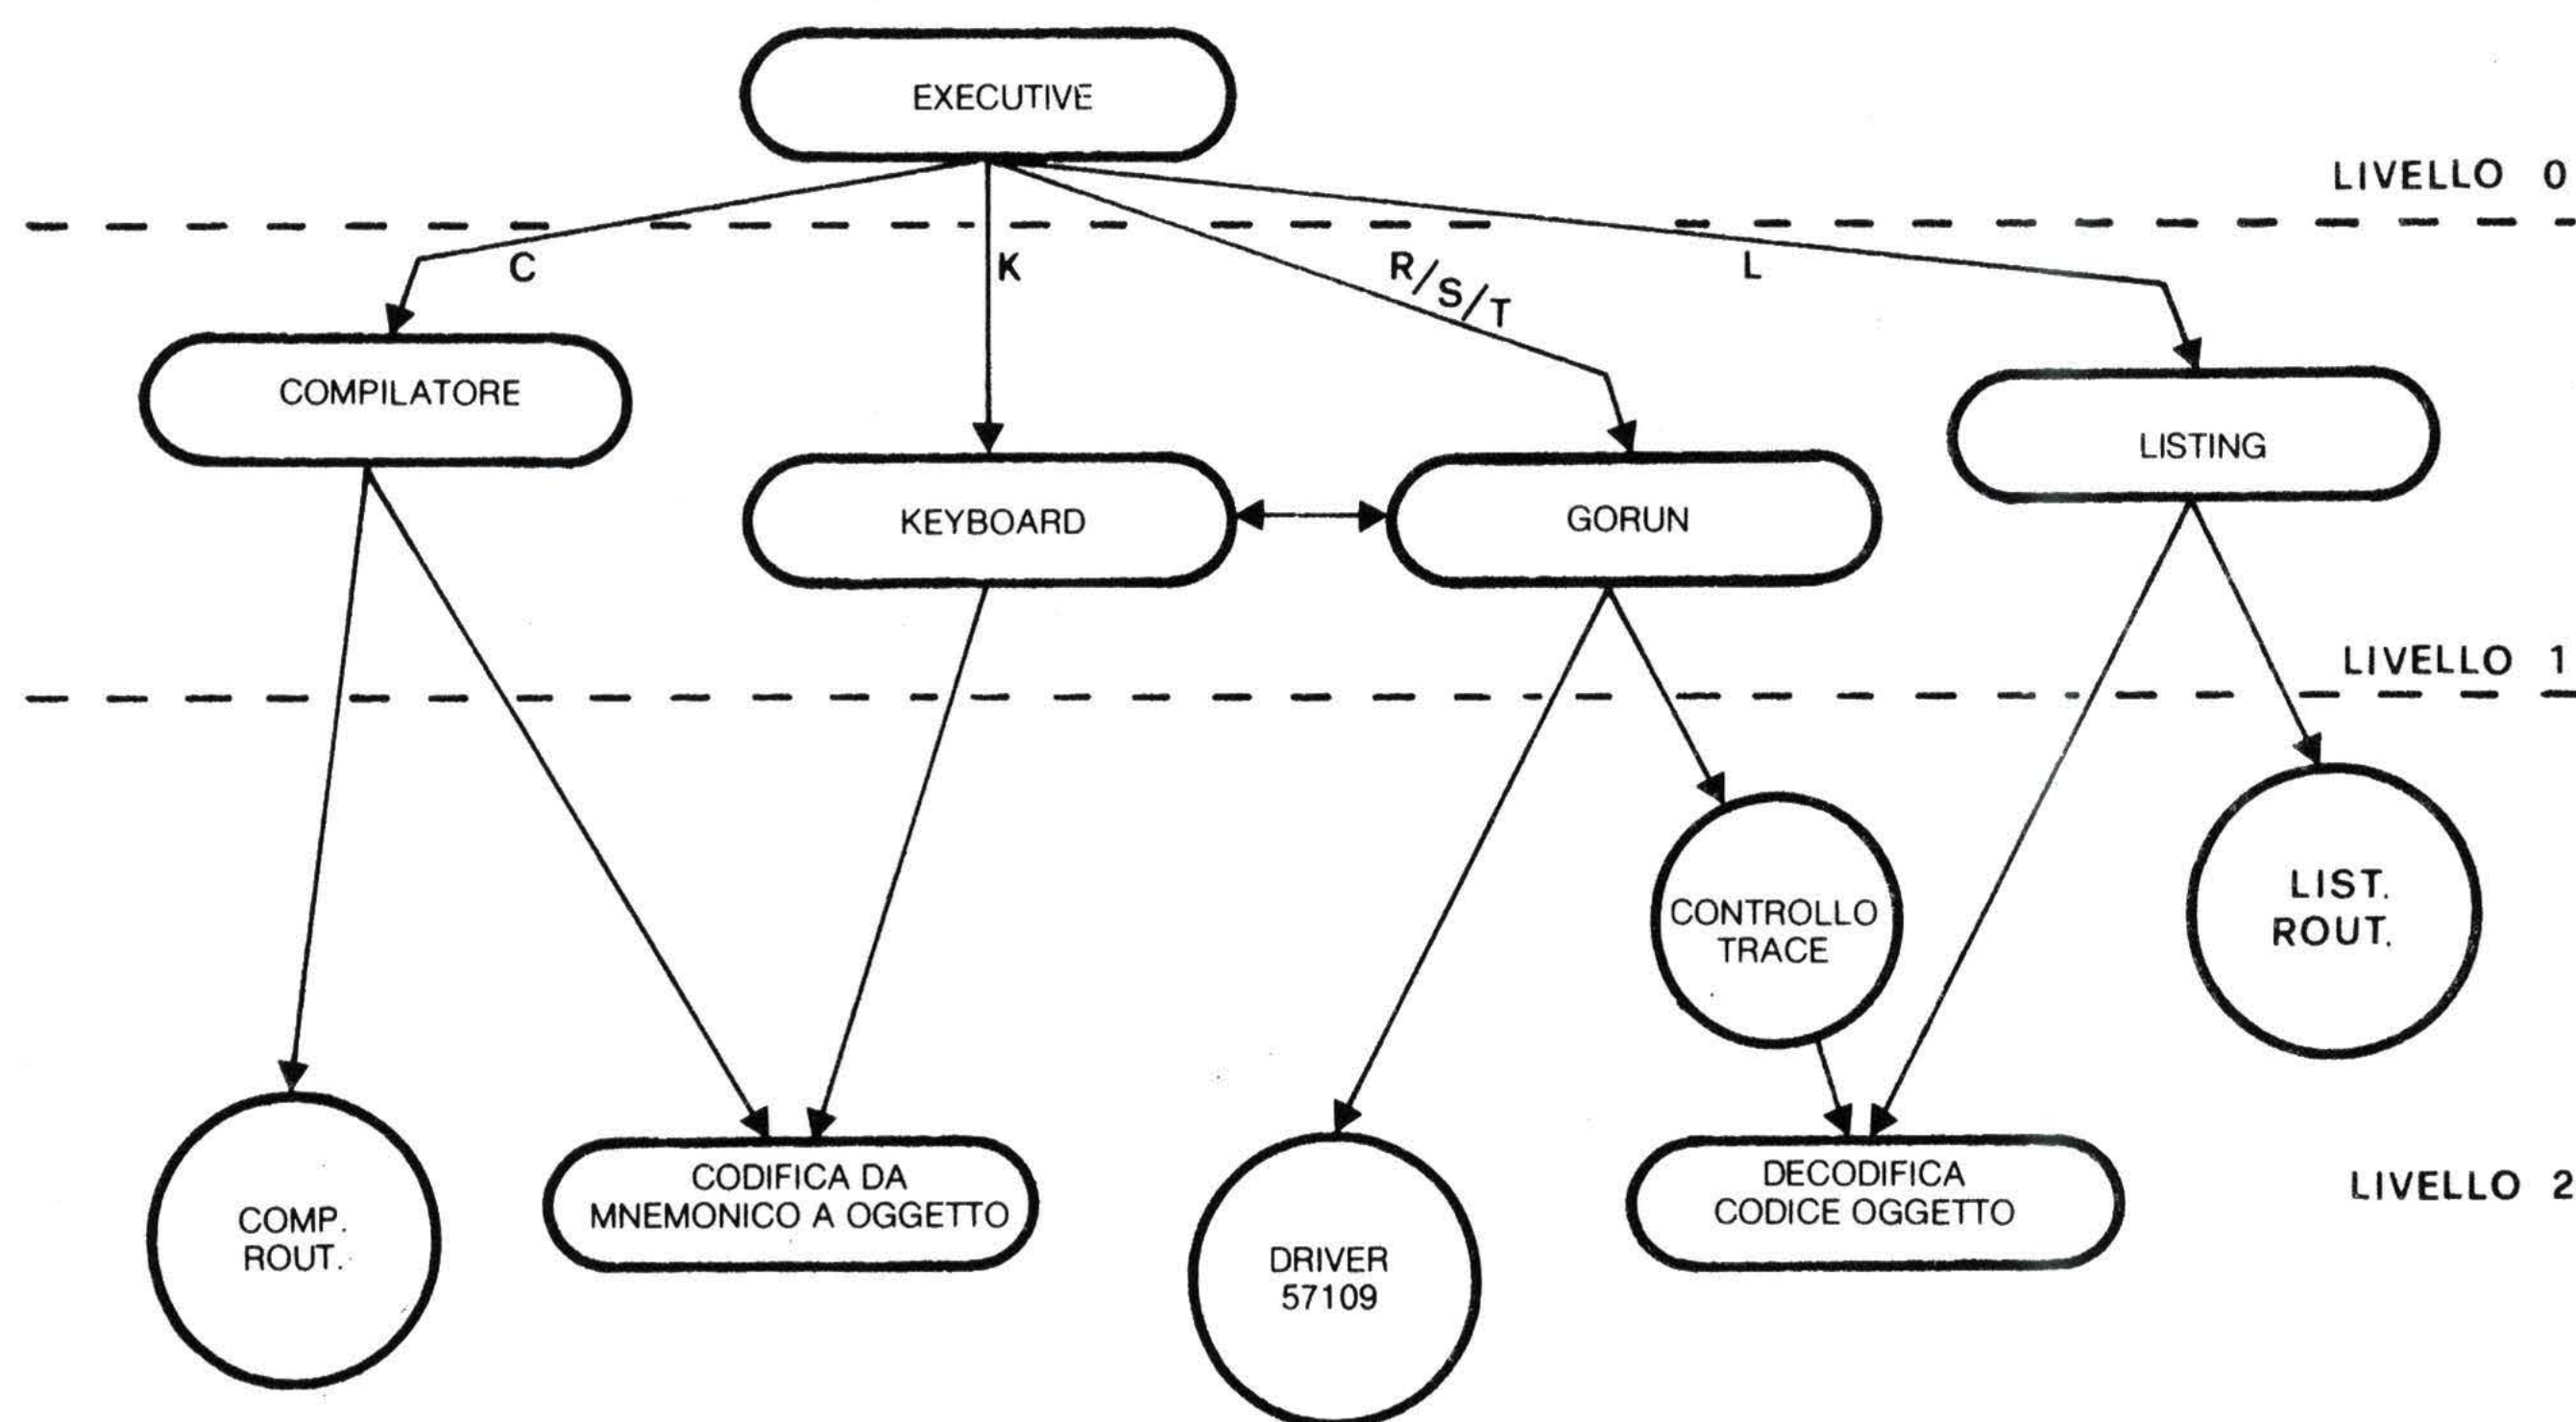 EXECUTIVE
LIVELLO 0
C
K
R/S/T
L
COMPILATORE
KEYBOARD
GORUN
LISTING
LIVELLO 1
CONTROLLO
TRACE
LIST.
ROUT.
COMP.
ROUT.
CODIFICA DA
MNEMONICO A OGGETTO
DRIVER
57109
DECODIFICA
CODICE OGGETTO
LIVELLO 2